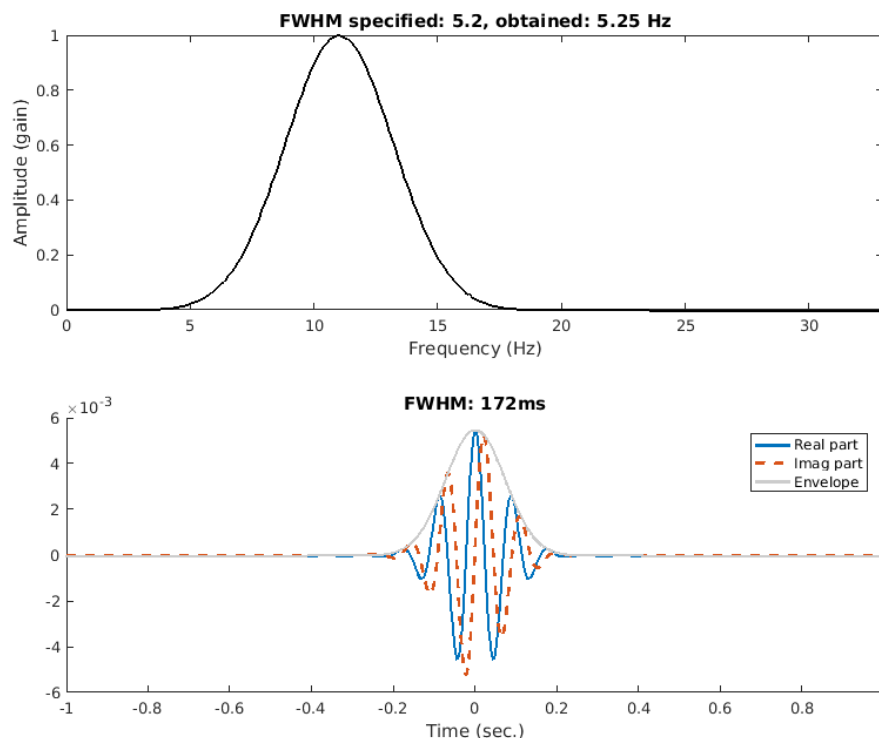 FWHM specified: 5.2, obtained: 5.25 Hz
1
0.8
0.6
0.4
0.2
0
Amplitude (gain)
0 5 10 15 20 25 30
Frequency (Hz)
×10⁻³
FWHM: 172ms
6
4
2
0
-2
-4
-6
Real part
Imag part
Envelope
-1 -0.8 -0.6 -0.4 -0.2 0 0.2 0.4 0.6 0.8
Time (sec.)